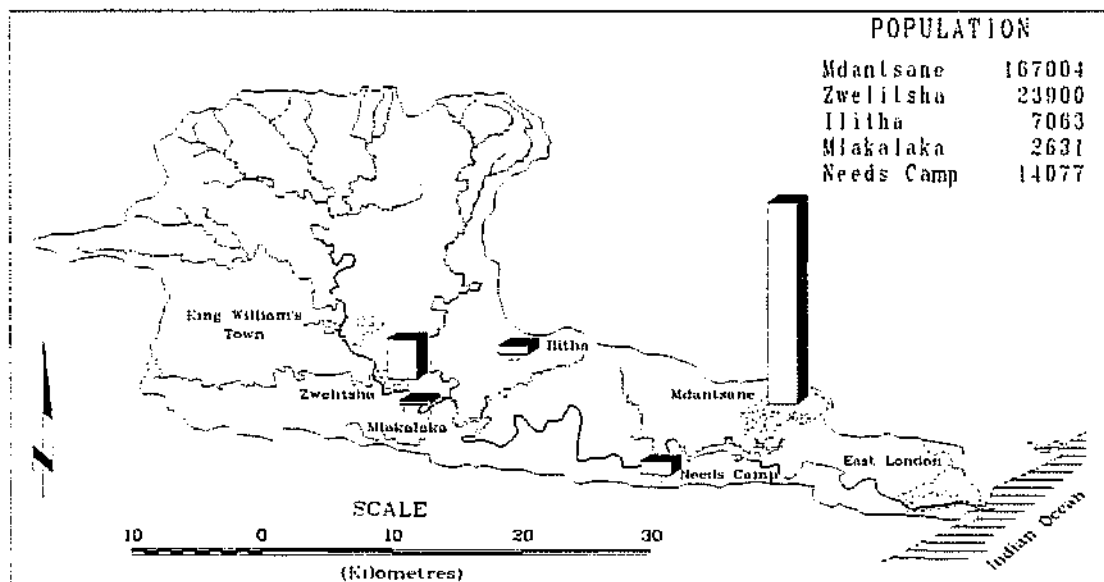 POPULATION
Mdantsane 167004
Zwelitsha 23900
Ilitha 7063
Mlakalaka 2631
Needs Camp 14077
King William's
Town
Ilitha
Zwelitsha
Mdantsane
Mlakalaka
East London
Needs Camp
SCALE
10 0 10 20 30
(Kilometres)
Indian Ocean